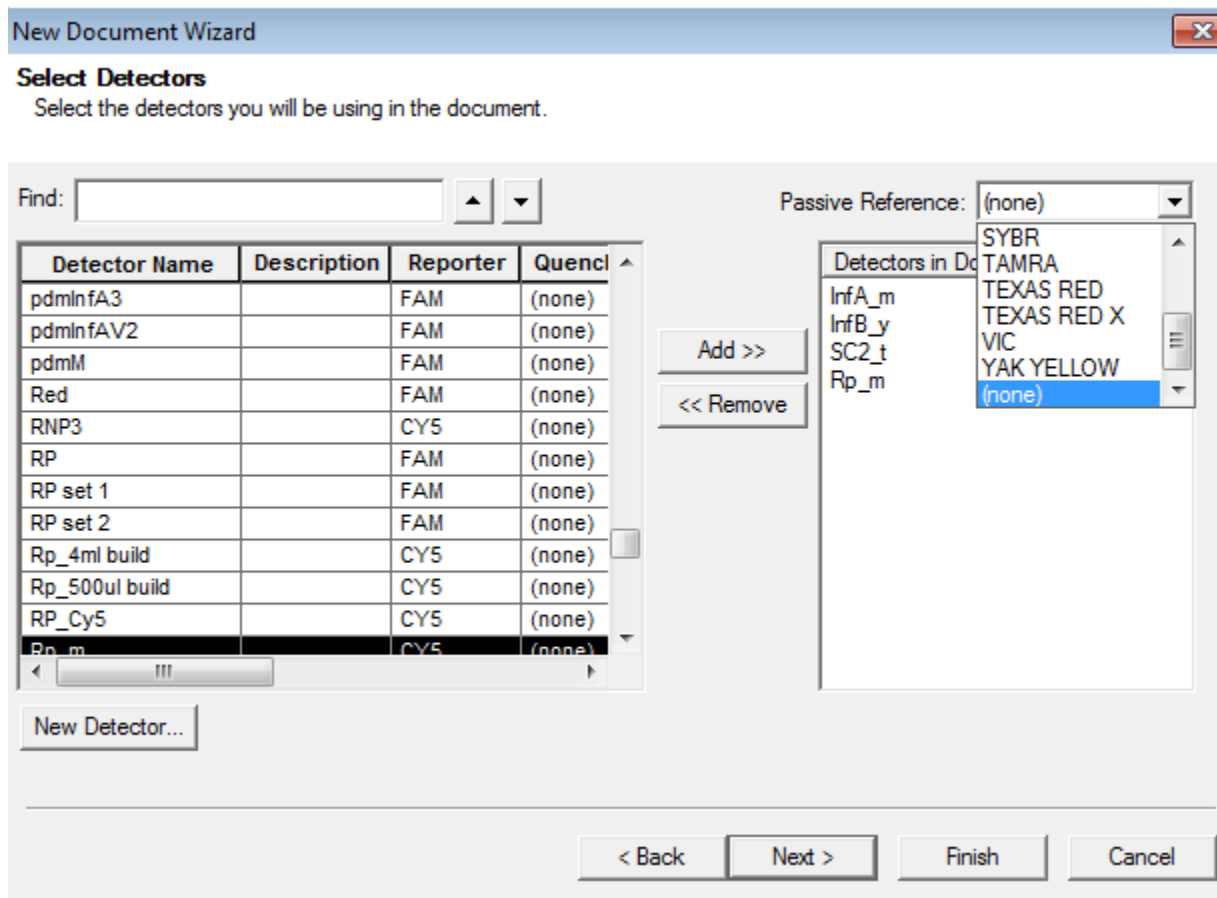 New Document Wizard
Select Detectors
Select the detectors you will be using in the document.
Find:
Passive Reference: (none)
SYBR
TAMRA
TEXAS RED
TEXAS RED X
VIC
YAK YELLOW
(none)
Detector Name Description Reporter Quencl
pdmInfA3 FAM (none)
pdmInfAV2 FAM (none)
pdmM FAM (none)
Red FAM (none)
RNP3 CY5 (none)
RP FAM (none)
RP set 1 FAM (none)
RP set 2 FAM (none)
Rp_4ml build CY5 (none)
Rp_500ul build CY5 (none)
RP_Cy5 CY5 (none)
Rp_m CY5 (none)
Add >>
<< Remove
Detectors in Do
InfA_m
InfB_y
SC2_t
Rp_m
New Detector...
< Back Next > Finish Cancel